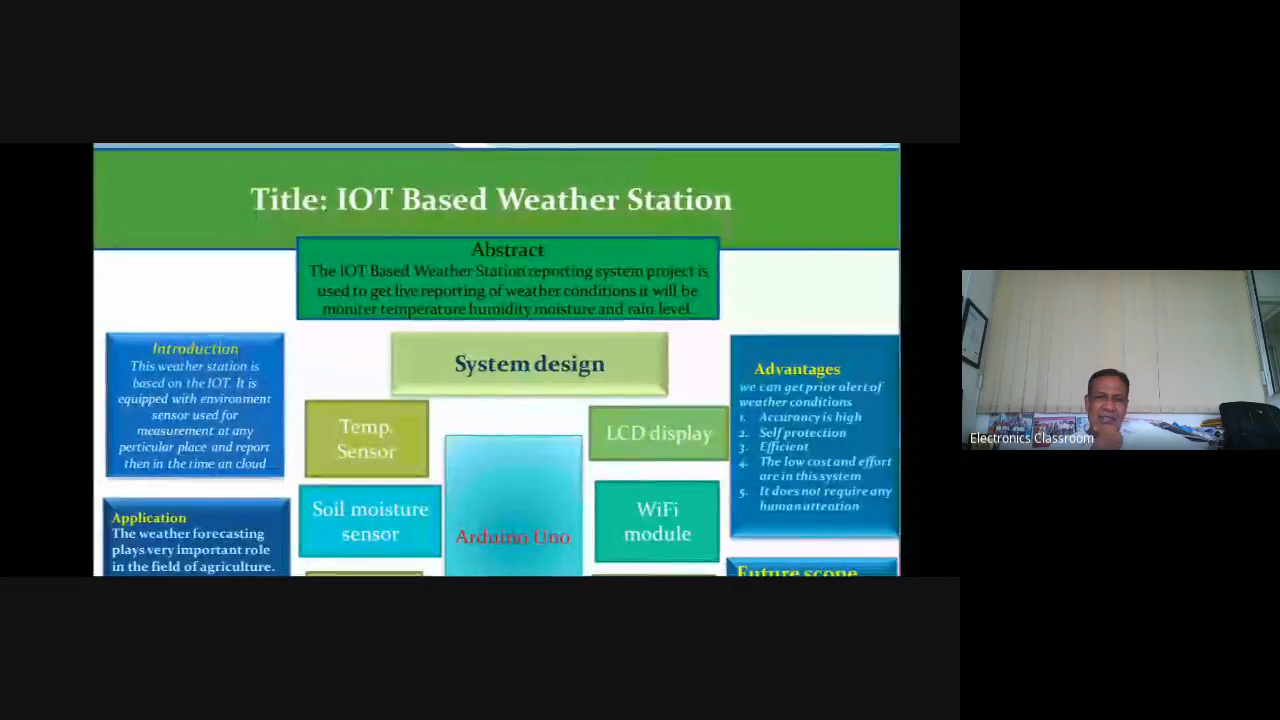 Title: IOT Based Weather Station
Abstract
The IOT Based Weather Station reporting system project is
used to get live reporting of weather conditions it will be
moniter temperature humidity moisture and rain level.
Introduction
This weather station is
based on the IOT. It is
equipped with environment
sensor used for
measurement at any
perticular place and report
then in the time an cloud
Application
The weather forecasting
plays very important role
in the field of agriculture.
System design
Temp.
Sensor
Soil moisture
sensor
Arduino Uno
LCD display
WiFi
module
Advantages
we can get prior alert of
weather conditions
1. Accurancy is high
2. Self protection
3. Efficient
4. The low cost and effort
are in this system
5. It does not require any
human attention
Future scope
Electronics Classroom